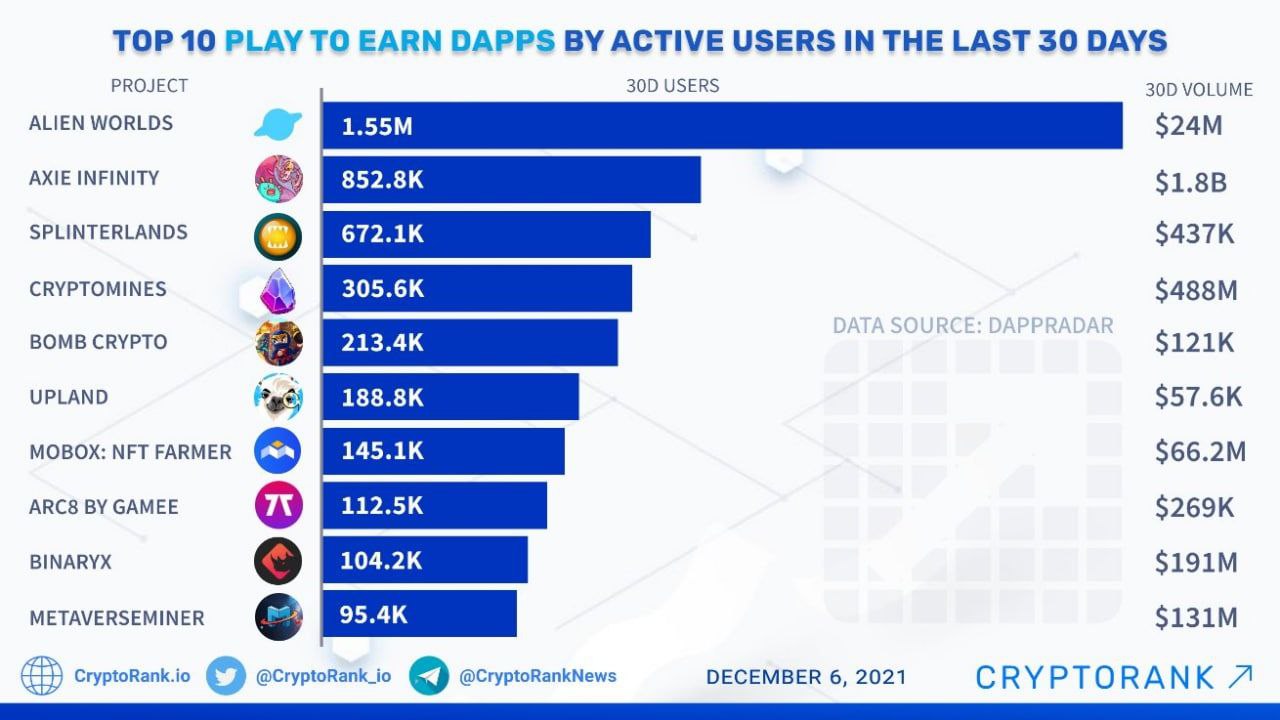 TOP 10 PLAY TO EARN DAPPS BY ACTIVE USERS IN THE LAST 30 DAYS
PROJECT 30D USERS 30D VOLUME
ALIEN WORLDS 1.55M $24M
AXIE INFINITY 852.8K $1.8B
SPLINTERLANDS 672.1K $437K
CRYPTOMINES 305.6K $488M
DATA SOURCE: DAPPRADAR
BOMB CRYPTO 213.4K $121K
UPLAND 188.8K $57.6K
MOBOX: NFT FARMER 145.1K $66.2M
ARC8 BY GAMEE 112.5K $269K
BINARYX 104.2K $191M
METAVERSEMINER 95.4K $131M
CryptoRank.io @CryptoRank_io @CryptoRankNews DECEMBER 6, 2021 CRYPTORANK